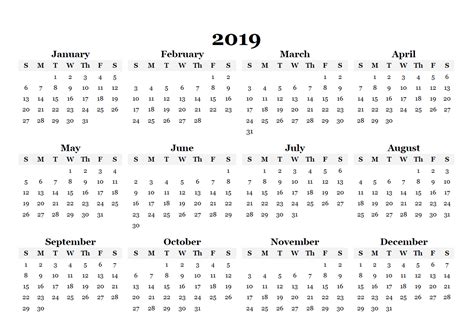 2019
January
S M T W Th F S
1 2 3 4 5
6 7 8 9 10 11 12
13 14 15 16 17 18 19
20 21 22 23 24 25 26
27 28 29 30 31
February
S M T W Th F S
1 2
3 4 5 6 7 8 9
10 11 12 13 14 15 16
17 18 19 20 21 22 23
24 25 26 27 28
March
S M T W Th F S
1 2
3 4 5 6 7 8 9
10 11 12 13 14 15 16
17 18 19 20 21 22 23
24 25 26 27 28 29 30
31
April
S M T W Th F S
1 2 3 4 5 6
7 8 9 10 11 12 13
14 15 16 17 18 19 20
21 22 23 24 25 26 27
28 29 30
May
S M T W Th F S
1 2 3 4
5 6 7 8 9 10 11
12 13 14 15 16 17 18
19 20 21 22 23 24 25
26 27 28 29 30 31
June
S M T W Th F S
1
2 3 4 5 6 7 8
9 10 11 12 13 14 15
16 17 18 19 20 21 22
23 24 25 26 27 28 29
30
July
S M T W Th F S
1 2 3 4 5 6
7 8 9 10 11 12 13
14 15 16 17 18 19 20
21 22 23 24 25 26 27
28 29 30 31
August
S M T W Th F S
1 2 3
4 5 6 7 8 9 10
11 12 13 14 15 16 17
18 19 20 21 22 23 24
25 26 27 28 29 30 31
September
S M T W Th F S
1 2 3 4 5 6 7
8 9 10 11 12 13 14
15 16 17 18 19 20 21
22 23 24 25 26 27 28
29 30
October
S M T W Th F S
1 2 3 4 5
6 7 8 9 10 11 12
13 14 15 16 17 18 19
20 21 22 23 24 25 26
27 28 29 30 31
November
S M T W Th F S
1 2
3 4 5 6 7 8 9
10 11 12 13 14 15 16
17 18 19 20 21 22 23
24 25 26 27 28 29 30
December
S M T W Th F S
1 2 3 4 5 6 7
8 9 10 11 12 13 14
15 16 17 18 19 20 21
22 23 24 25 26 27 28
29 30 31